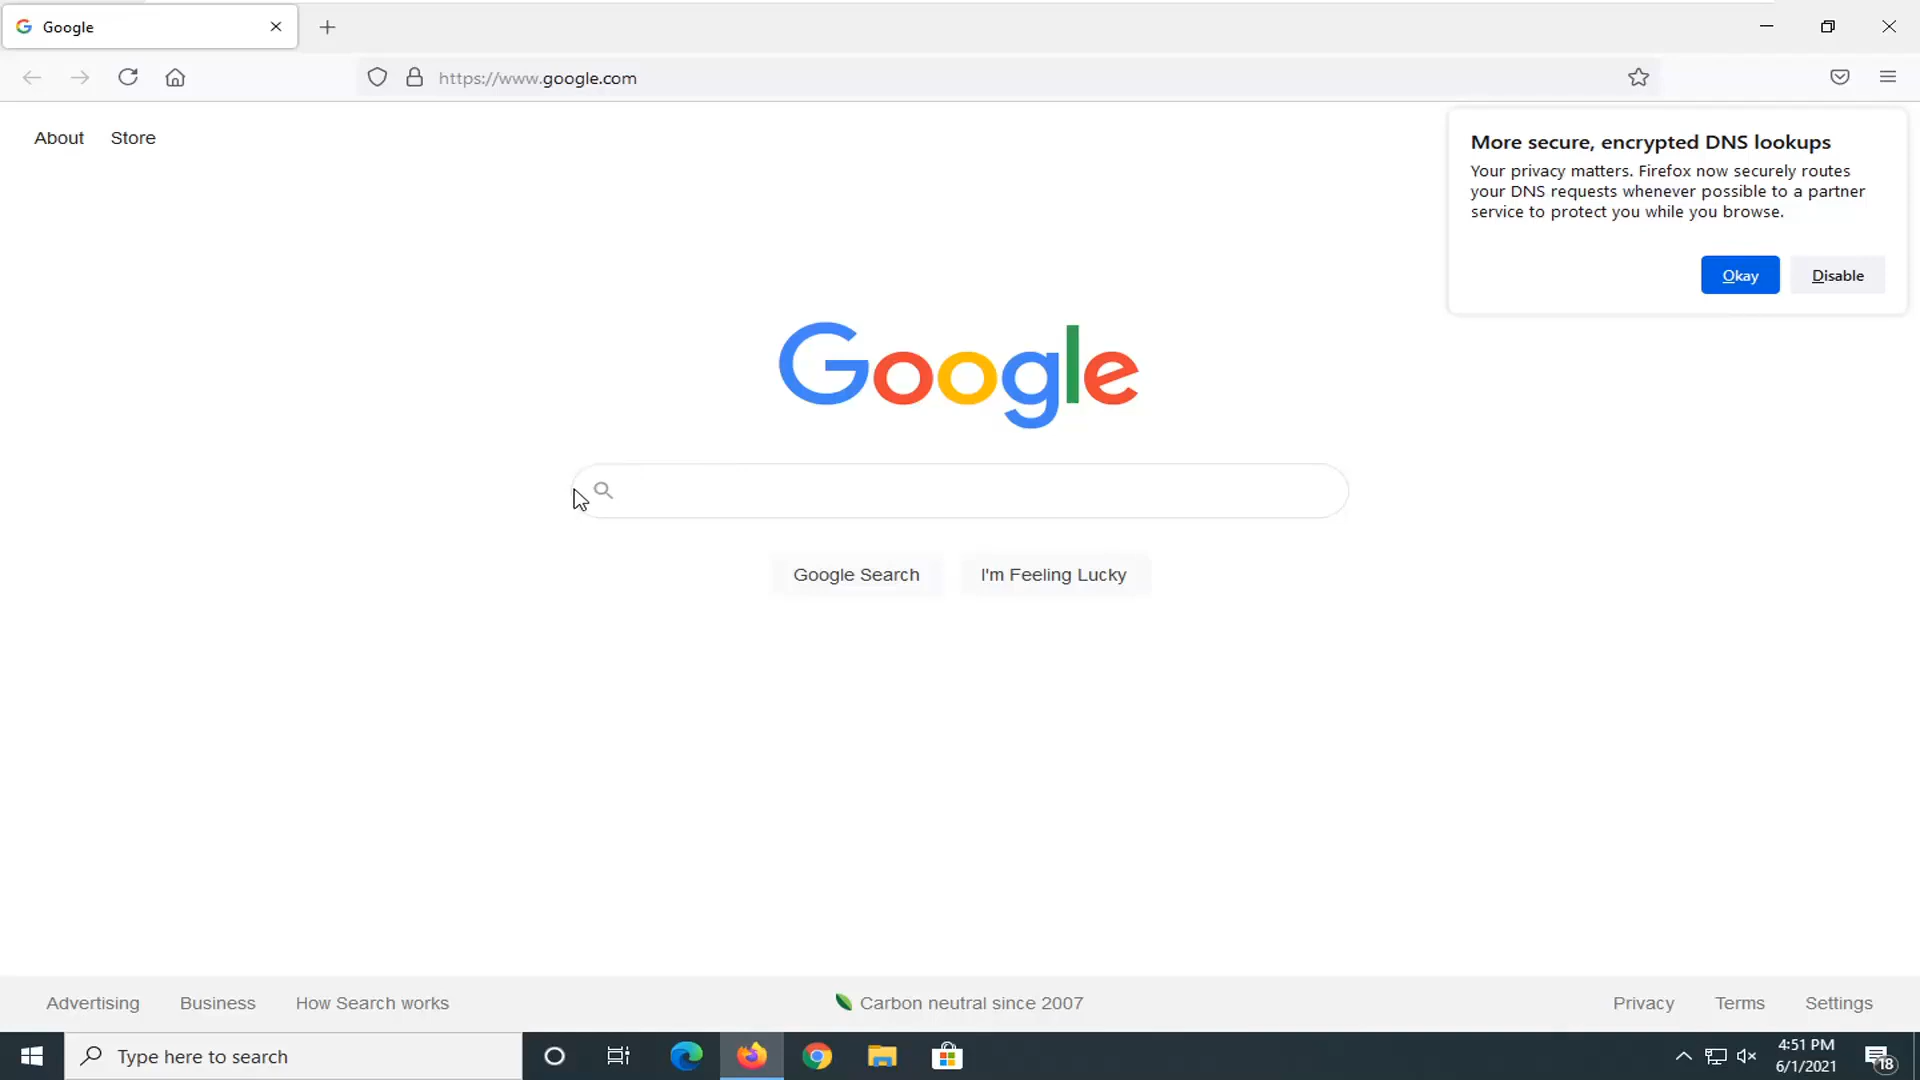 Google
https://www.google.com
About Store
More secure, encrypted DNS lookups
Your privacy matters. Firefox now securely routes
your DNS requests whenever possible to a partner
service to protect you while you browse.
Okay Disable
Google
Google Search I'm Feeling Lucky
Advertising Business How Search works Carbon neutral since 2007 Privacy Terms Settings
Type here to search
4:51 PM
6/1/2021
18